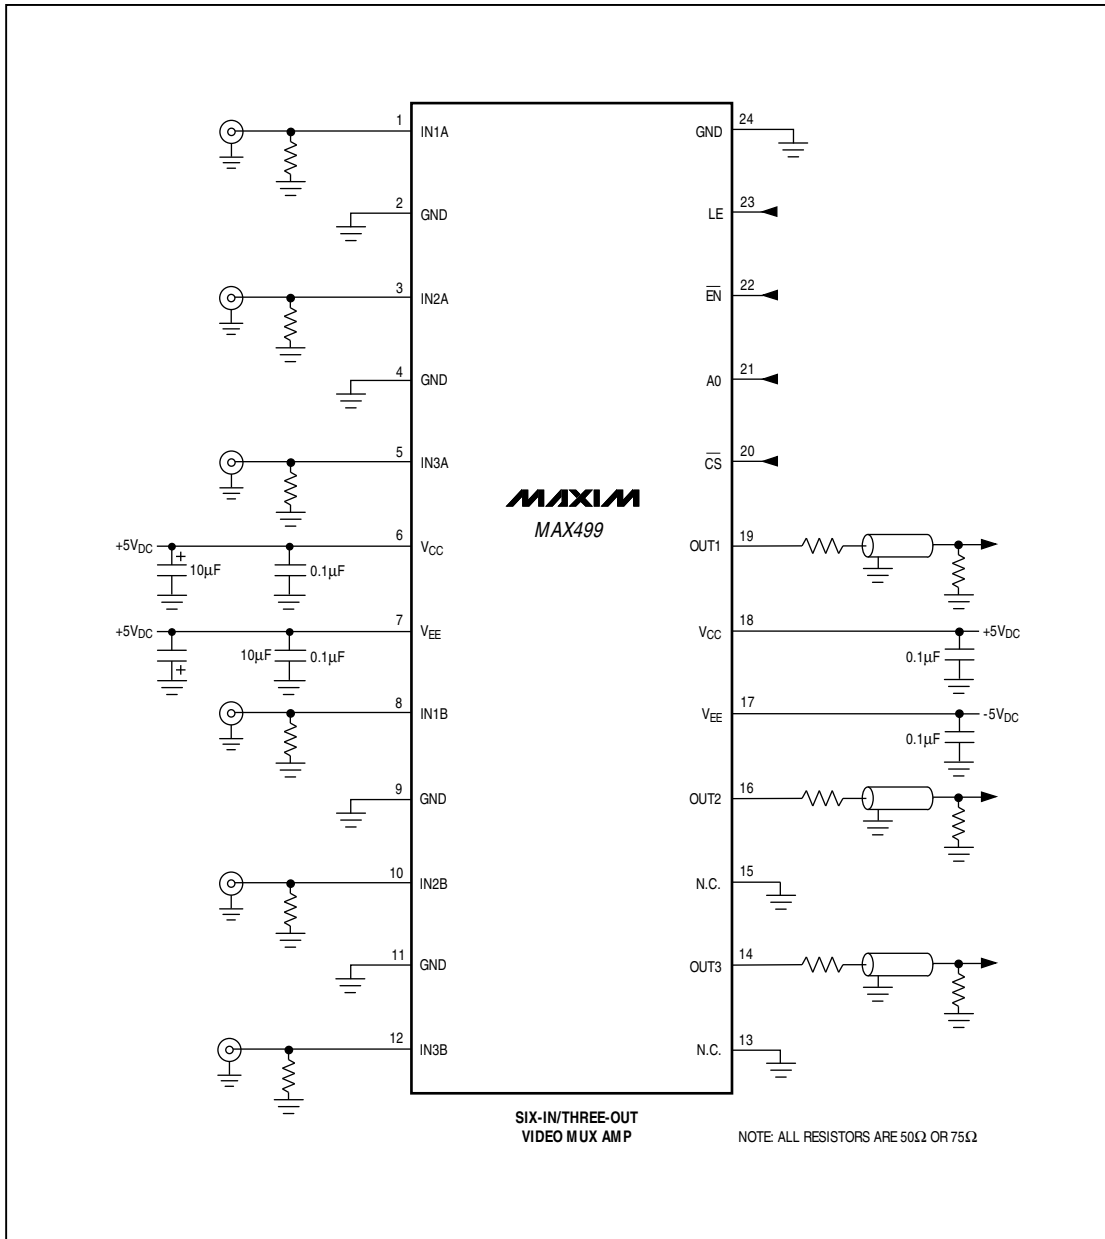 1 IN1A
2 GND
3 IN2A
4 GND
5 IN3A
+5VDC 10µF + 0.1µF 6 VCC
+5VDC + 10µF 0.1µF 7 VEE
8 IN1B
9 GND
10 IN2B
11 GND
12 IN3B
MAXIM
MAX499
GND 24
LE 23
EN 22
A0 21
CS 20
OUT1 19
VCC 18 +5VDC
0.1µF
VEE 17 -5VDC
0.1µF
OUT2 16
N.C. 15
OUT3 14
N.C. 13
SIX-IN/THREE-OUT
VIDEO MUX AMP
NOTE: ALL RESISTORS ARE 50Ω OR 75Ω